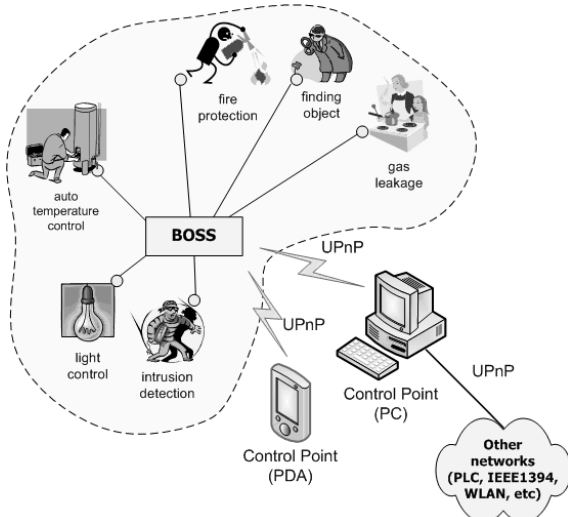 fire
protection
finding
object
gas
leakage
auto
temperature
control
BOSS
UPnP
light
control
intrusion
detection
UPnP
UPnP
Control Point
(PC)
Control Point
(PDA)
Other
networks
(PLC, IEEE1394,
WLAN, etc)